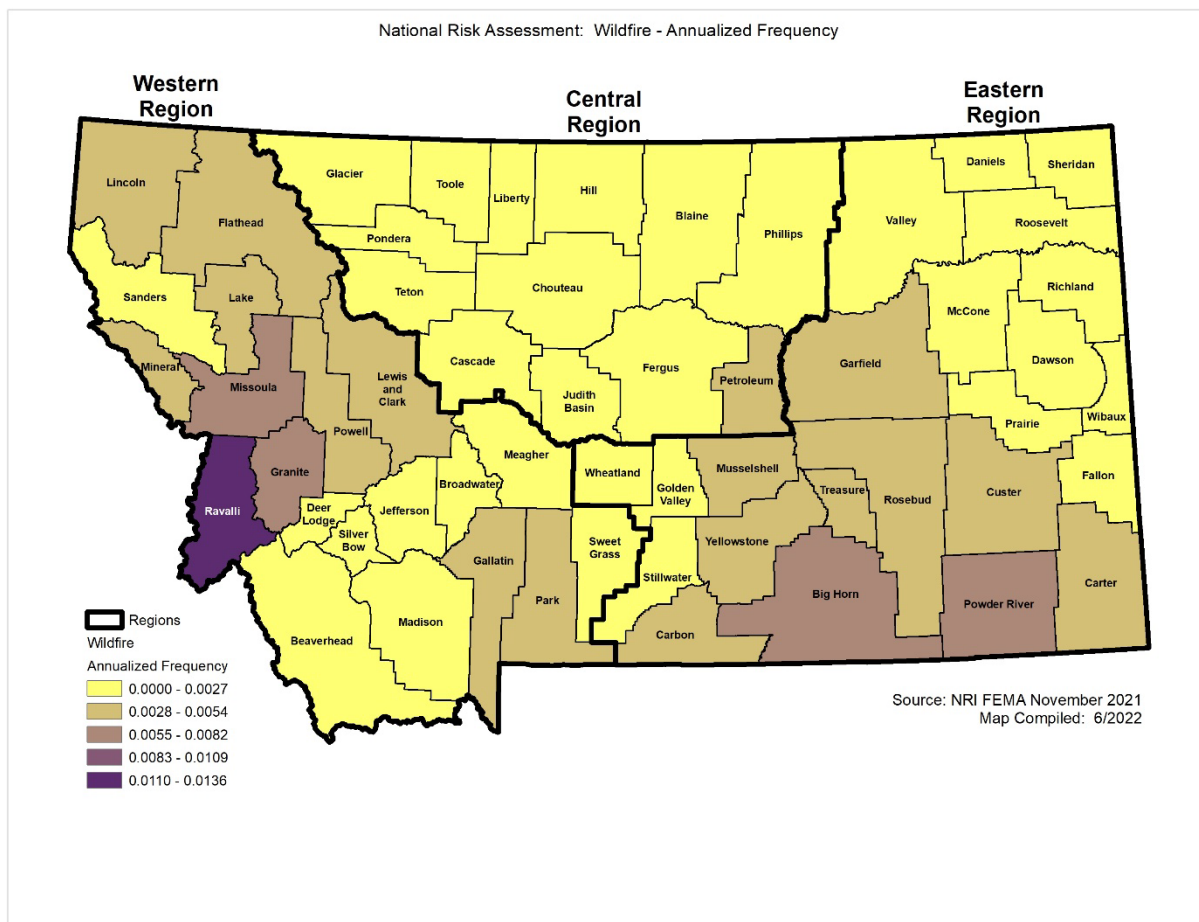 National Risk Assessment:  Wildfire - Annualized Frequency
Western
Region
Central
Region
Eastern
Region
Lincoln
Flathead
Glacier
Toole
Liberty
Hill
Blaine
Phillips
Valley
Daniels
Sheridan
Roosevelt
Pondera
Teton
Chouteau
Sanders
Lake
McCone
Richland
Dawson
Garfield
Mineral
Missoula
Lewis
and
Clark
Cascade
Judith
Basin
Fergus
Petroleum
Prairie
Wibaux
Powell
Granite
Ravalli
Meagher
Broadwater
Jefferson
Deer
Lodge
Silver
Bow
Wheatland
Golden
Valley
Musselshell
Treasure
Rosebud
Custer
Fallon
Gallatin
Park
Sweet
Grass
Stillwater
Yellowstone
Big Horn
Powder River
Carter
Carbon
Beaverhead
Madison
Regions
Wildfire
Annualized Frequency
0.0000 - 0.0027
0.0028 - 0.0054
0.0055 - 0.0082
0.0083 - 0.0109
0.0110 - 0.0136
Source: NRI FEMA November 2021
Map Compiled:  6/2022